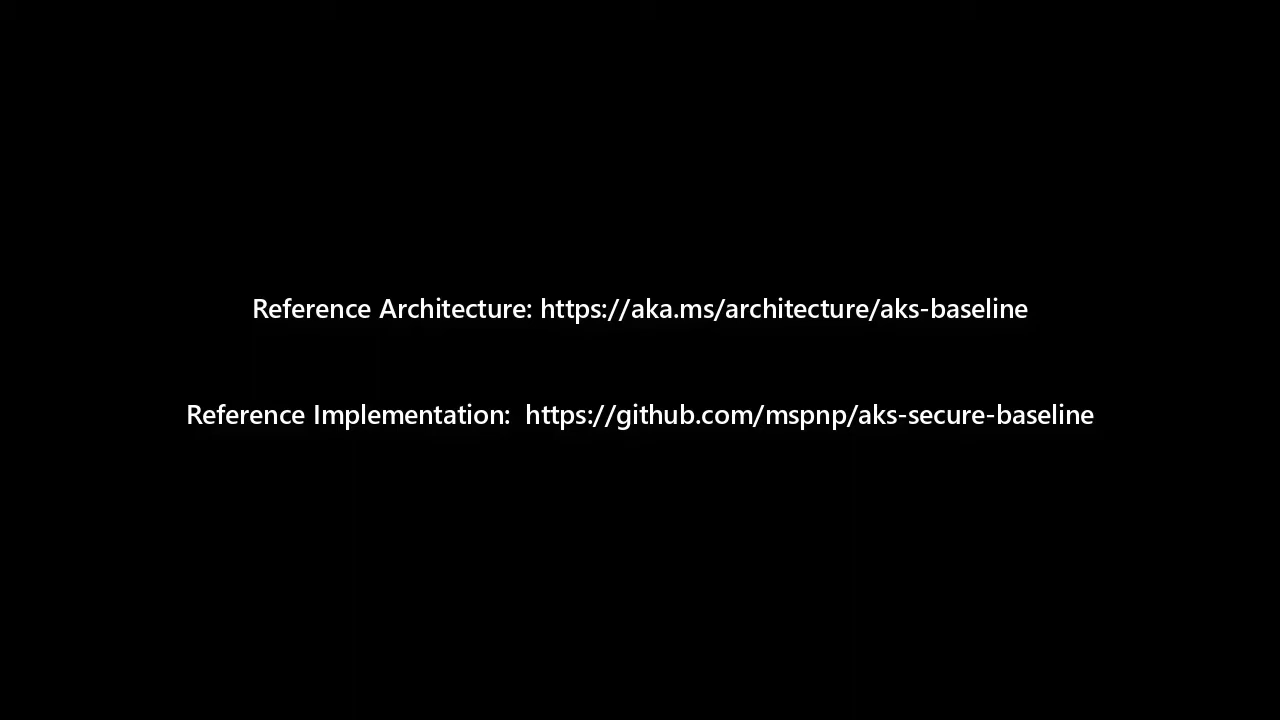 Reference Architecture: https://aka.ms/architecture/aks-baseline
Reference Implementation:  https://github.com/mspnp/aks-secure-baseline